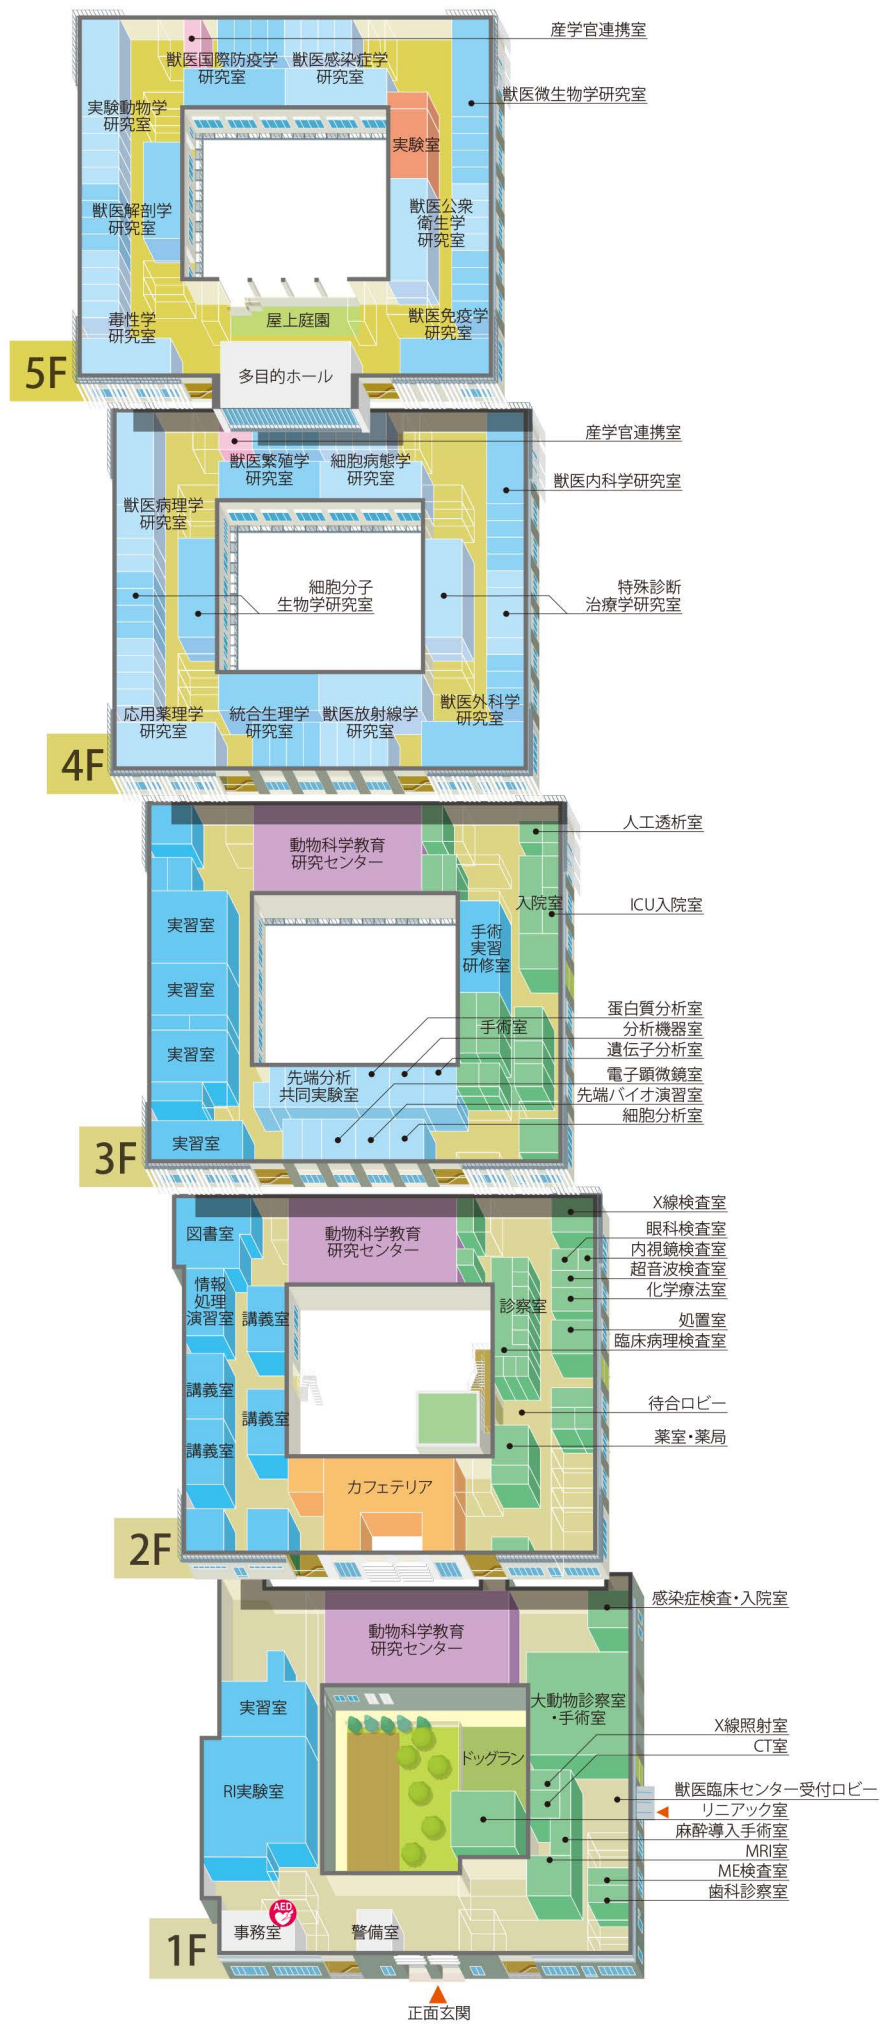 産学官連携室
獣医国際防疫学
研究室
獣医感染症学
研究室
獣医微生物学研究室
実験動物学
研究室
実験室
獣医解剖学
研究室
獣医公衆
衛生学
研究室
毒性学
研究室
屋上庭園
獣医免疫学
研究室
多目的ホール
5F
産学官連携室
獣医繁殖学
研究室
細胞病態学
研究室
獣医内科学研究室
獣医病理学
研究室
細胞分子
生物学研究室
特殊診断
治療学研究室
応用薬理学
研究室
統合生理学
研究室
獣医放射線学
研究室
獣医外科学
研究室
4F
人工透析室
動物科学教育
研究センター
入院室
ICU入院室
実習室
手術
実習
研修室
実習室
蛋白質分析室
手術室
分析機器室
実習室
遺伝子分析室
先端分析
共同実験室
電子顕微鏡室
先端バイオ演習室
細胞分析室
実習室
3F
X線検査室
図書室
動物科学教育
研究センター
眼科検査室
内視鏡検査室
超音波検査室
化学療法室
情報
処理
演習室
講義室
診察室
処置室
臨床病理検査室
講義室
講義室
待合ロビー
薬室・薬局
講義室
カフェテリア
2F
感染症検査・入院室
動物科学教育
研究センター
実習室
大動物診察室
・手術室
X線照射室
CT室
ドッグラン
RI実験室
獣医臨床センター受付ロビー
リニアック室
麻酔導入手術室
MRI室
ME検査室
歯科診察室
AED
事務室
警備室
1F
正面玄関